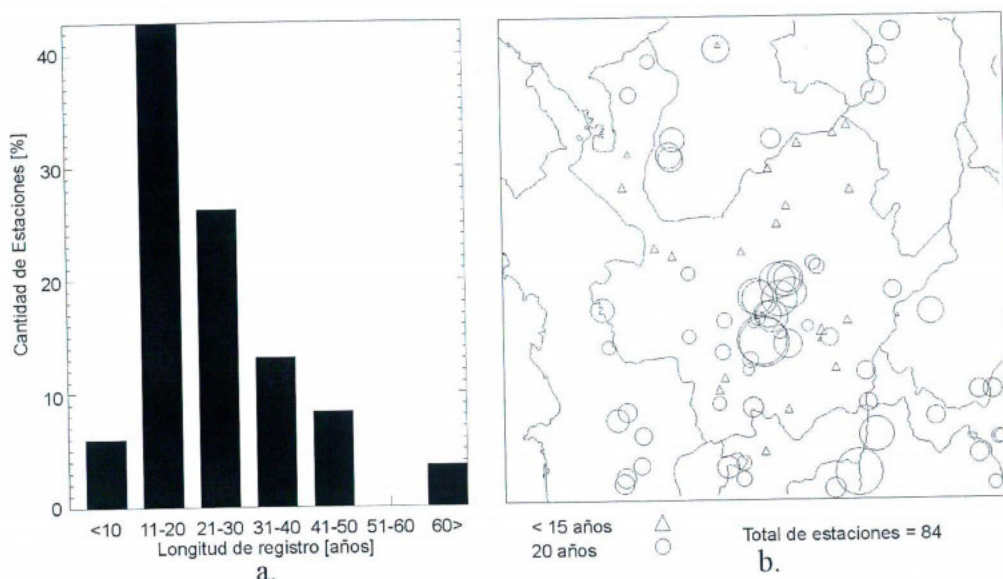 Cantidad de Estaciones [%]
40
30
20
10
0
<10 11-20 21-30 31-40 41-50 51-60 60>
Longitud de registro [años]
a.
< 15 años
20 años
Total de estaciones = 84
b.